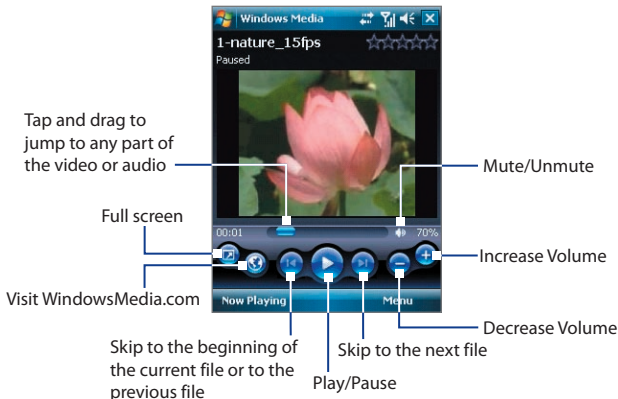 Windows Media
1-nature_15fps
Paused
Tap and drag to
jump to any part of
the video or audio
Mute/Unmute
00:01
70%
Full screen
Increase Volume
Visit WindowsMedia.com
Now Playing
Menu
Decrease Volume
Skip to the beginning of
the current file or to the
previous file
Skip to the next file
Play/Pause